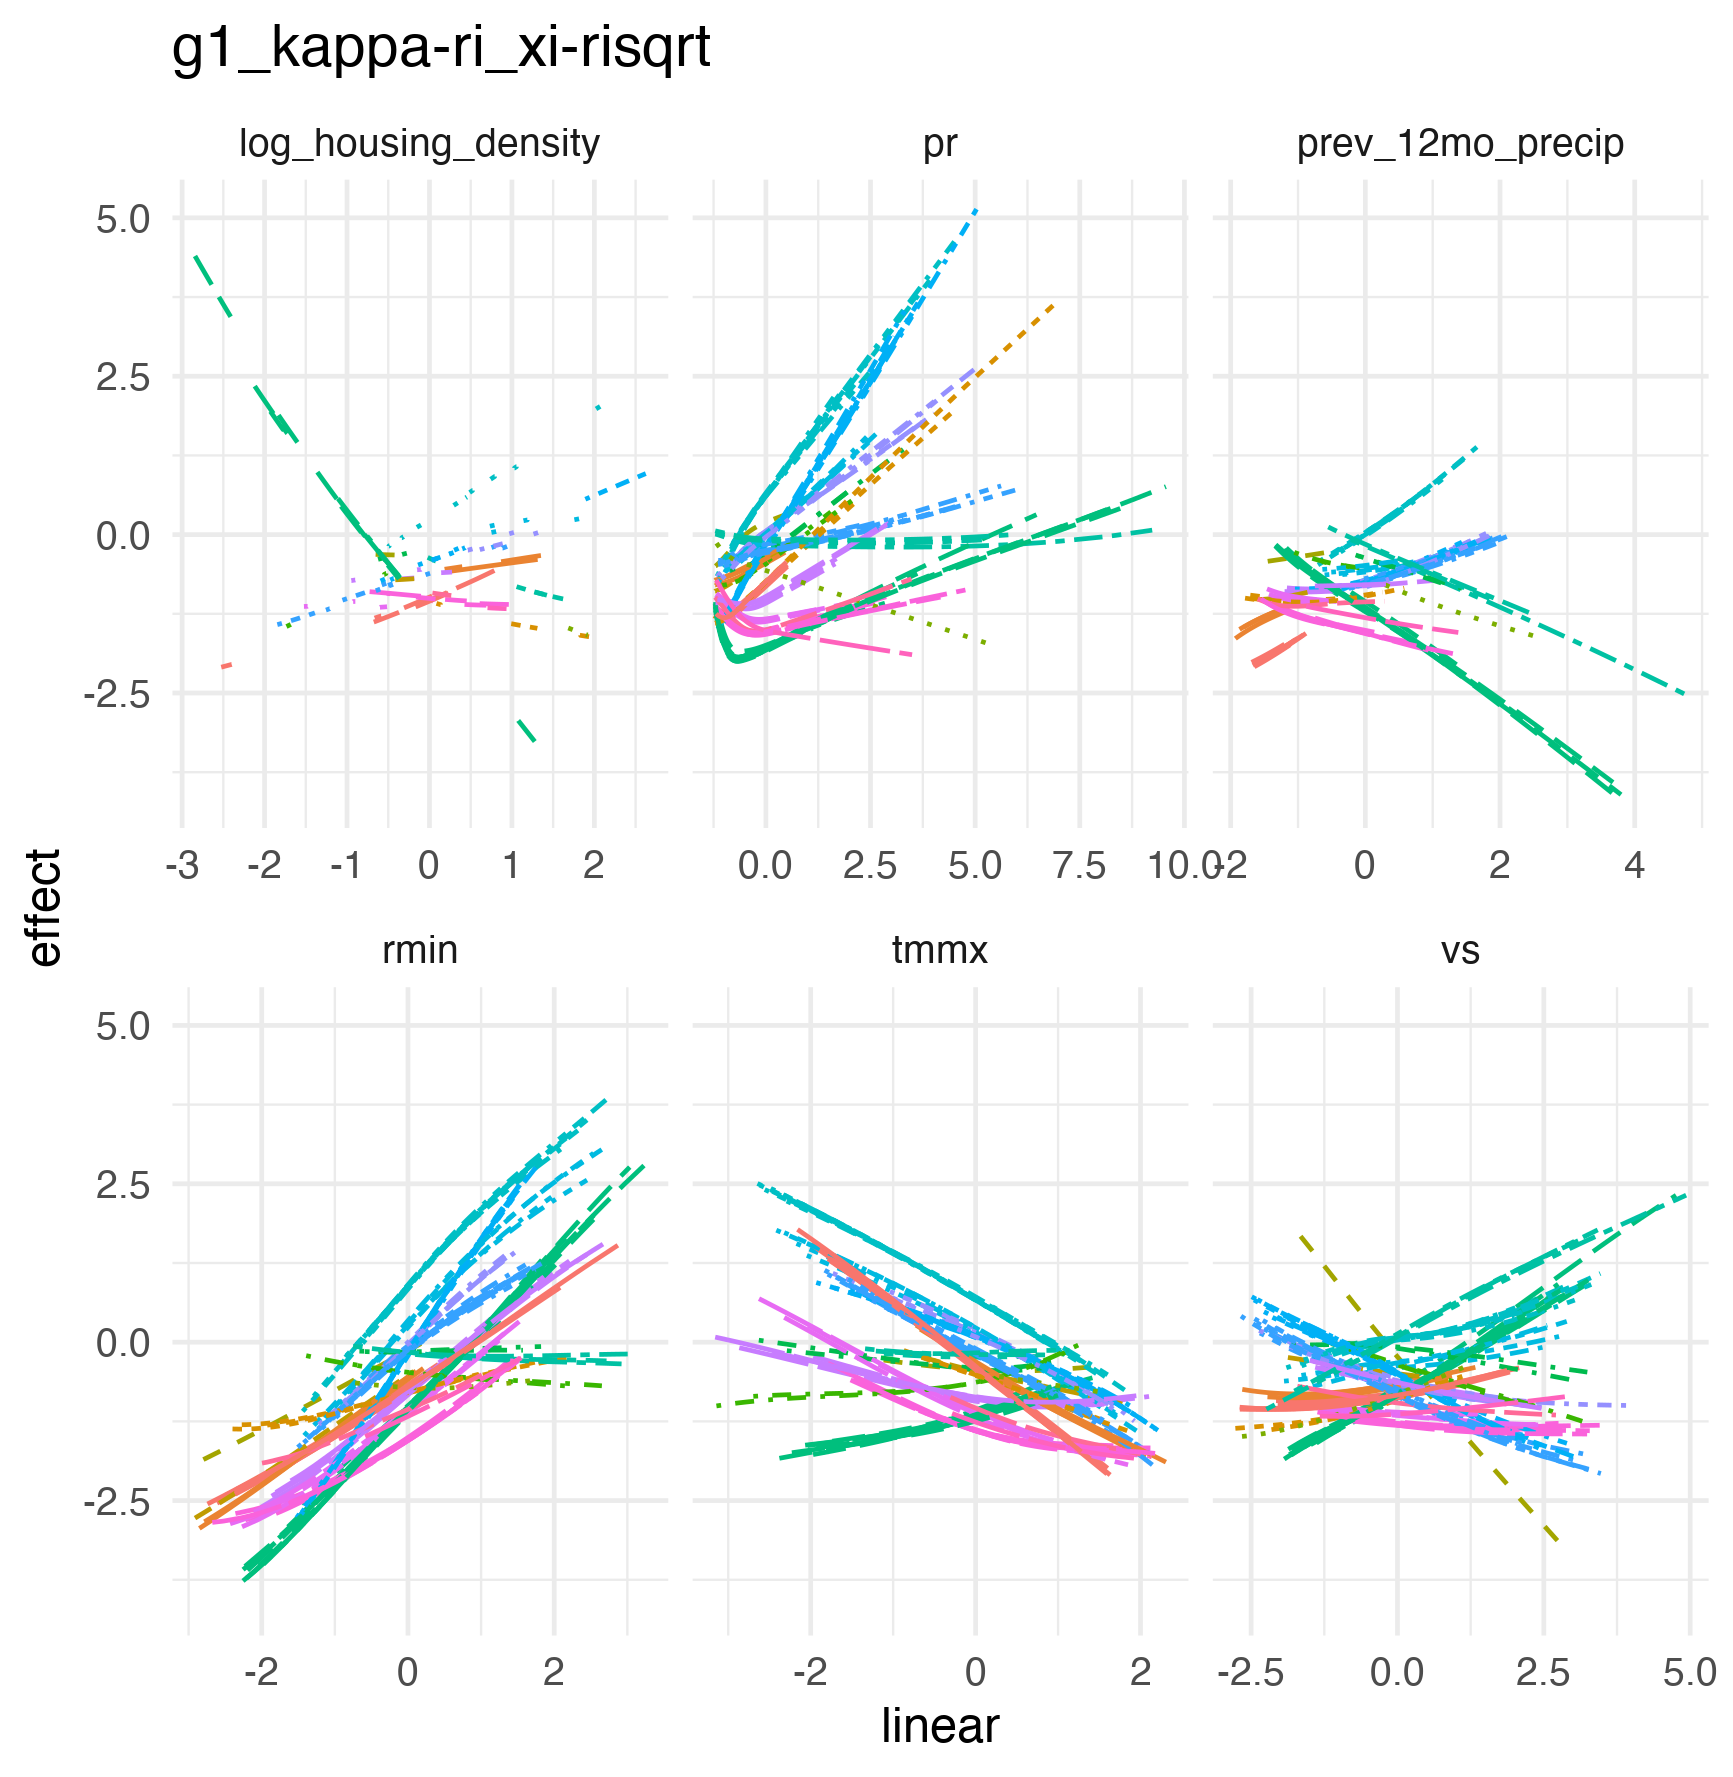 g1_kappa-ri_xi-risqrt
log_housing_density pr prev_12mo_precip
5.0
2.5
0.0
-2.5
-3 -2 -1 0 1 2 0.0 2.5 5.0 7.5 10.0 -2 0 2 4
effect
rmin tmmx vs
5.0
2.5
0.0
-2.5
-2 0 2 -2 0 2 -2.5 0.0 2.5 5.0
linear